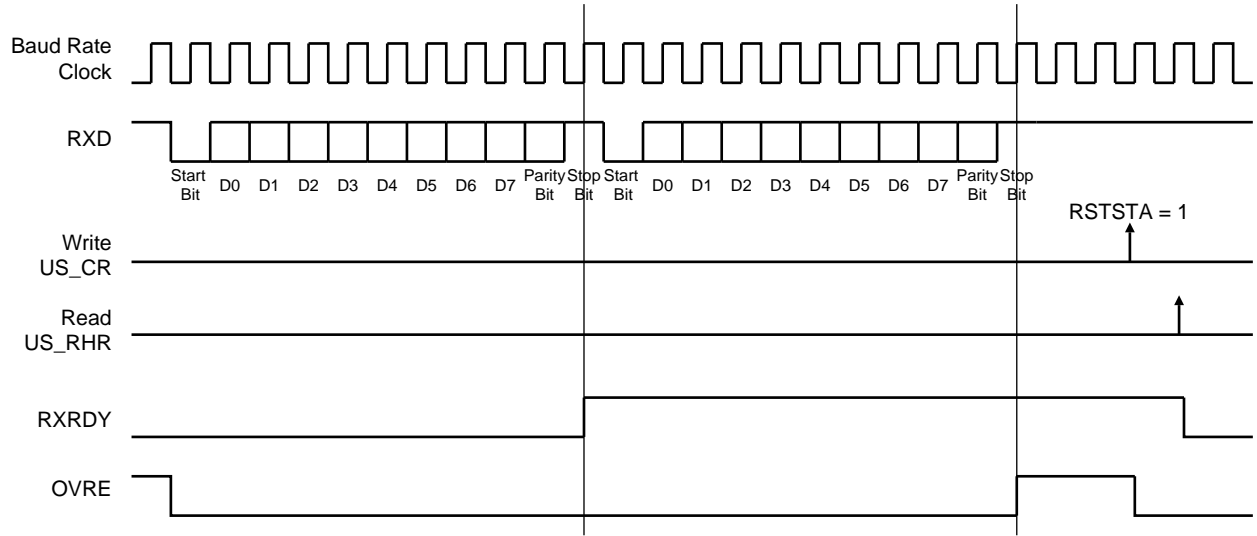 Baud Rate
Clock
RXD
Start
Bit
D0 D1 D2 D3 D4 D5 D6 D7
Parity
Bit
Stop
Bit
Start
Bit
D0 D1 D2 D3 D4 D5 D6 D7
Parity
Bit
Stop
Bit
RSTSTA = 1
Write
US_CR
Read
US_RHR
RXRDY
OVRE